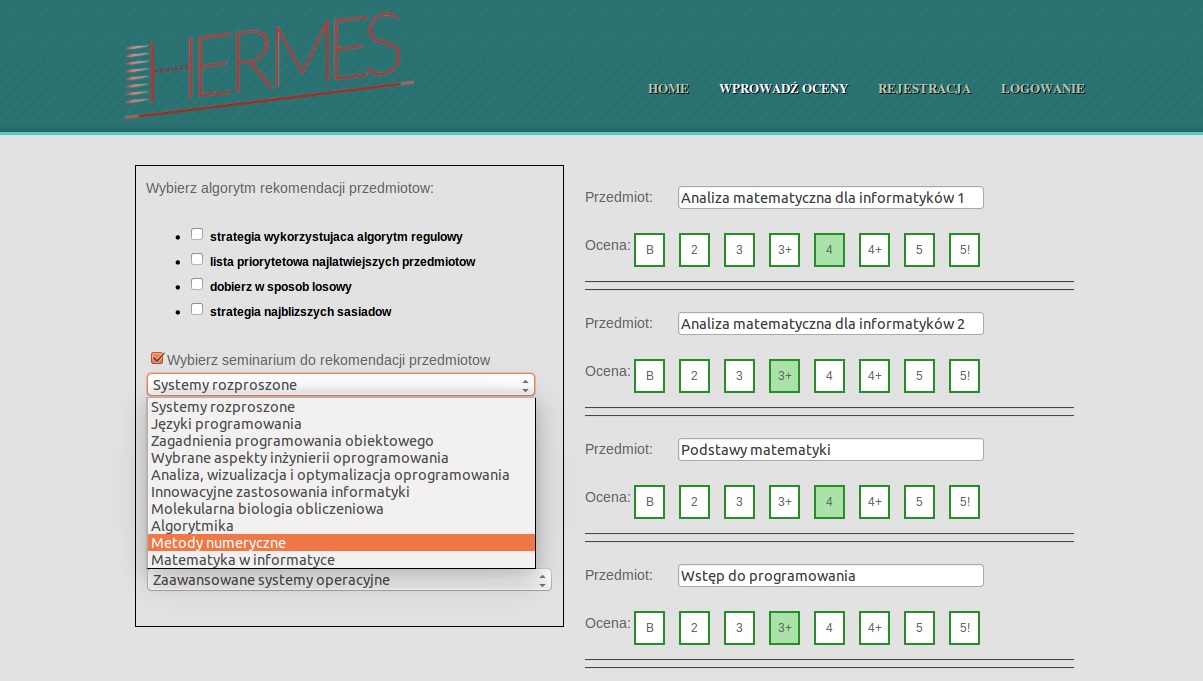 HERMES
HOME WPROWADŹ OCENY REJESTRACJA LOGOWANIE
Wybierz algorytm rekomendacji przedmiotow:
strategia wykorzystujaca algorytm regulowy
lista priorytetowa najlatwiejszych przedmiotow
dobierz w sposob losowy
strategia najblizszych sasiadow
Wybierz seminarium do rekomendacji przedmiotow
Systemy rozproszone
Systemy rozproszone
Języki programowania
Zagadnienia programowania obiektowego
Wybrane aspekty inżynierii oprogramowania
Analiza, wizualizacja i optymalizacja oprogramowania
Innowacyjne zastosowania informatyki
Molekularna biologia obliczeniowa
Algorytmika
Metody numeryczne
Matematyka w informatyce
Zaawansowane systemy operacyjne
Przedmiot: Analiza matematyczna dla informatyków 1
Ocena: B 2 3 3+ 4 4+ 5 5!
Przedmiot: Analiza matematyczna dla informatyków 2
Ocena: B 2 3 3+ 4 4+ 5 5!
Przedmiot: Podstawy matematyki
Ocena: B 2 3 3+ 4 4+ 5 5!
Przedmiot: Wstęp do programowania
Ocena: B 2 3 3+ 4 4+ 5 5!